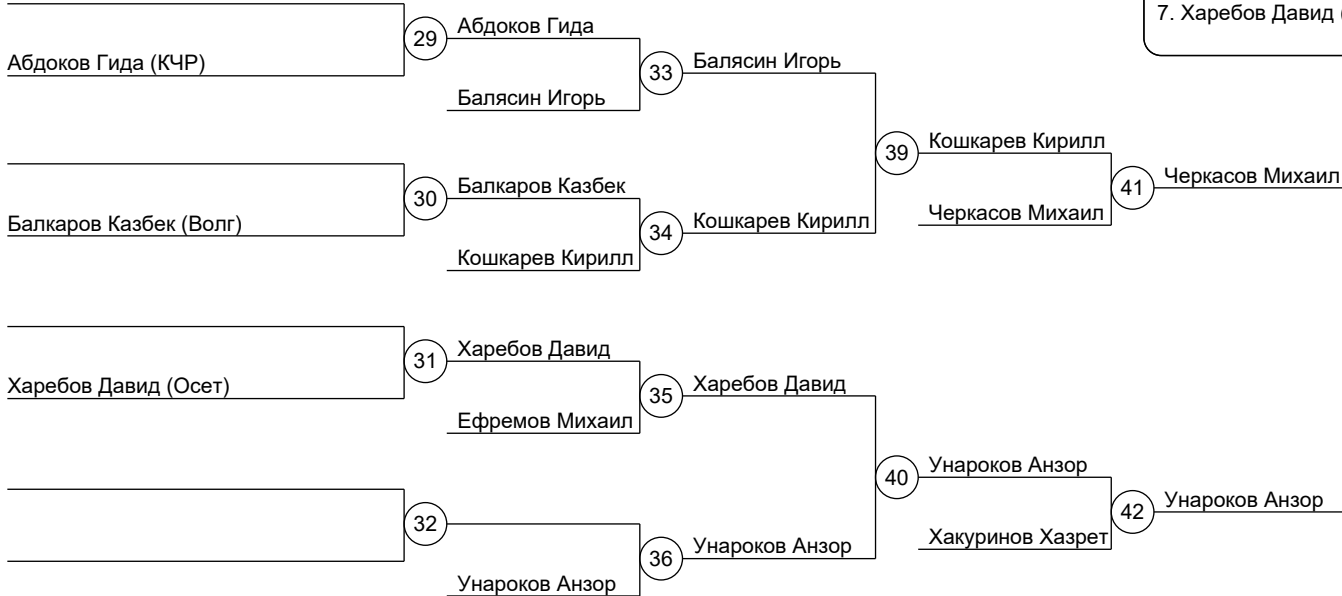 7. Харебов Давид (
29
Абдоков Гида
Абдоков Гида (КЧР)
33
Балясин Игорь
Балясин Игорь
39
Кошкарев Кирилл
41
Черкасов Михаил
30
Балкаров Казбек
Балкаров Казбек (Волг)
Черкасов Михаил
34
Кошкарев Кирилл
Кошкарев Кирилл
31
Харебов Давид
Харебов Давид (Осет)
35
Харебов Давид
Ефремов Михаил
40
Унароков Анзор
42
Унароков Анзор
32
Хакуринов Хазрет
36
Унароков Анзор
Унароков Анзор